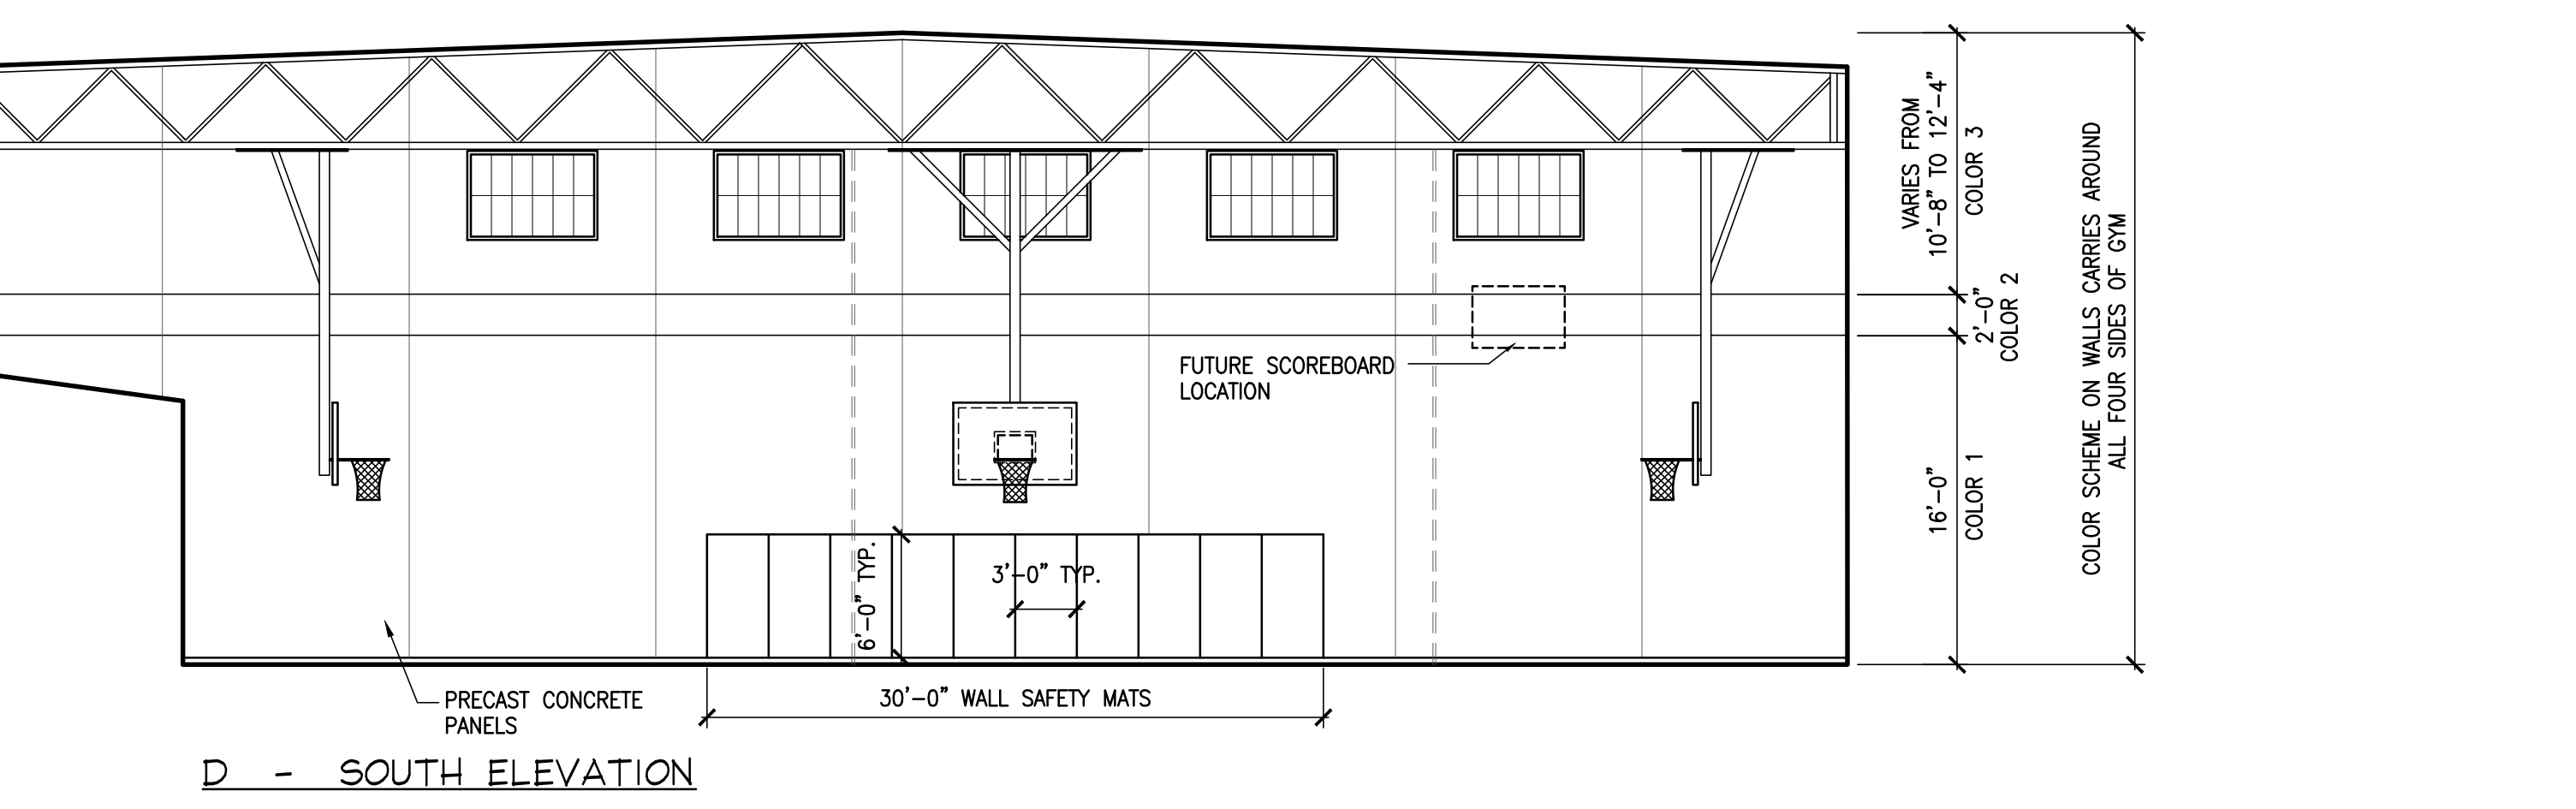 VARIES FROM
10'-8" TO 12'-4"
COLOR 3
2'-0"
COLOR 2
16'-0"
COLOR 1
COLOR SCHEME ON WALLS CARRIES AROUND
ALL FOUR SIDES OF GYM
FUTURE SCOREBOARD
LOCATION
6'-0" TYP.
3'-0" TYP.
PRECAST CONCRETE
PANELS
30'-0" WALL SAFETY MATS
D - SOUTH ELEVATION